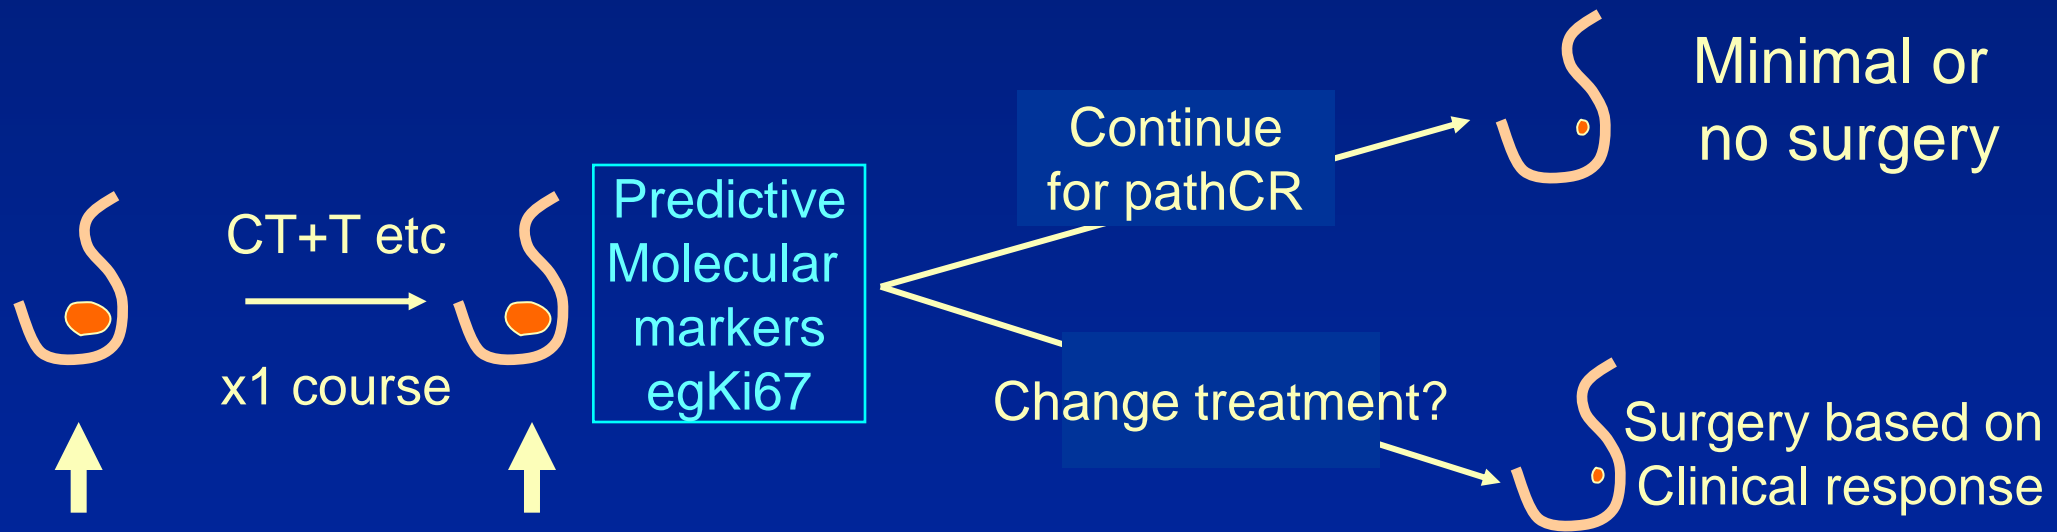 CT+T etc
x1 course
Predictive
Molecular
markers
egKi67
Continue
for pathCR
Minimal or
no surgery
Change treatment?
Surgery based on
Clinical response